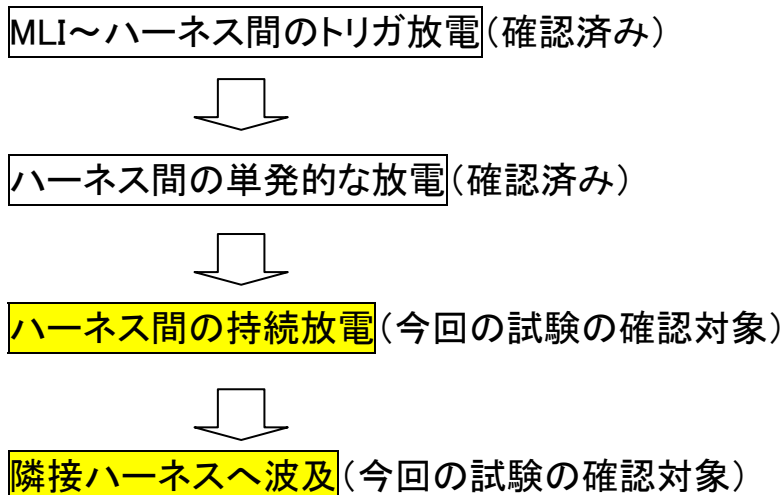 MLI～ハーネス間のトリガ放電(確認済み)
ハーネス間の単発的な放電(確認済み)
ハーネス間の持続放電(今回の試験の確認対象)
隣接ハーネスへ波及(今回の試験の確認対象)